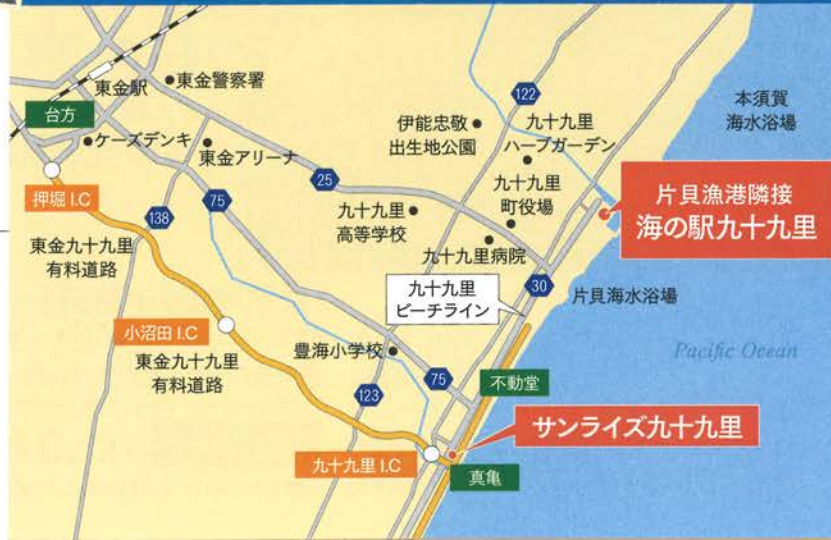 東金駅
東金警察署
台方
ケーズデンキ
東金アリーナ
押堀 I.C
138
75
25
122
伊能忠敬
出生地公園
九十九里
ハーブガーデン
九十九里
町役場
九十九里
高等学校
九十九里病院
本須賀
海水浴場
片貝漁港隣接
海の駅九十九里
東金九十九里
有料道路
九十九里
ビーチライン
30
片貝海水浴場
小沼田 I.C
東金九十九里
有料道路
豊海小学校
Pacific Ocean
123
75
不動堂
サンライズ九十九里
九十九里 I.C
真亀